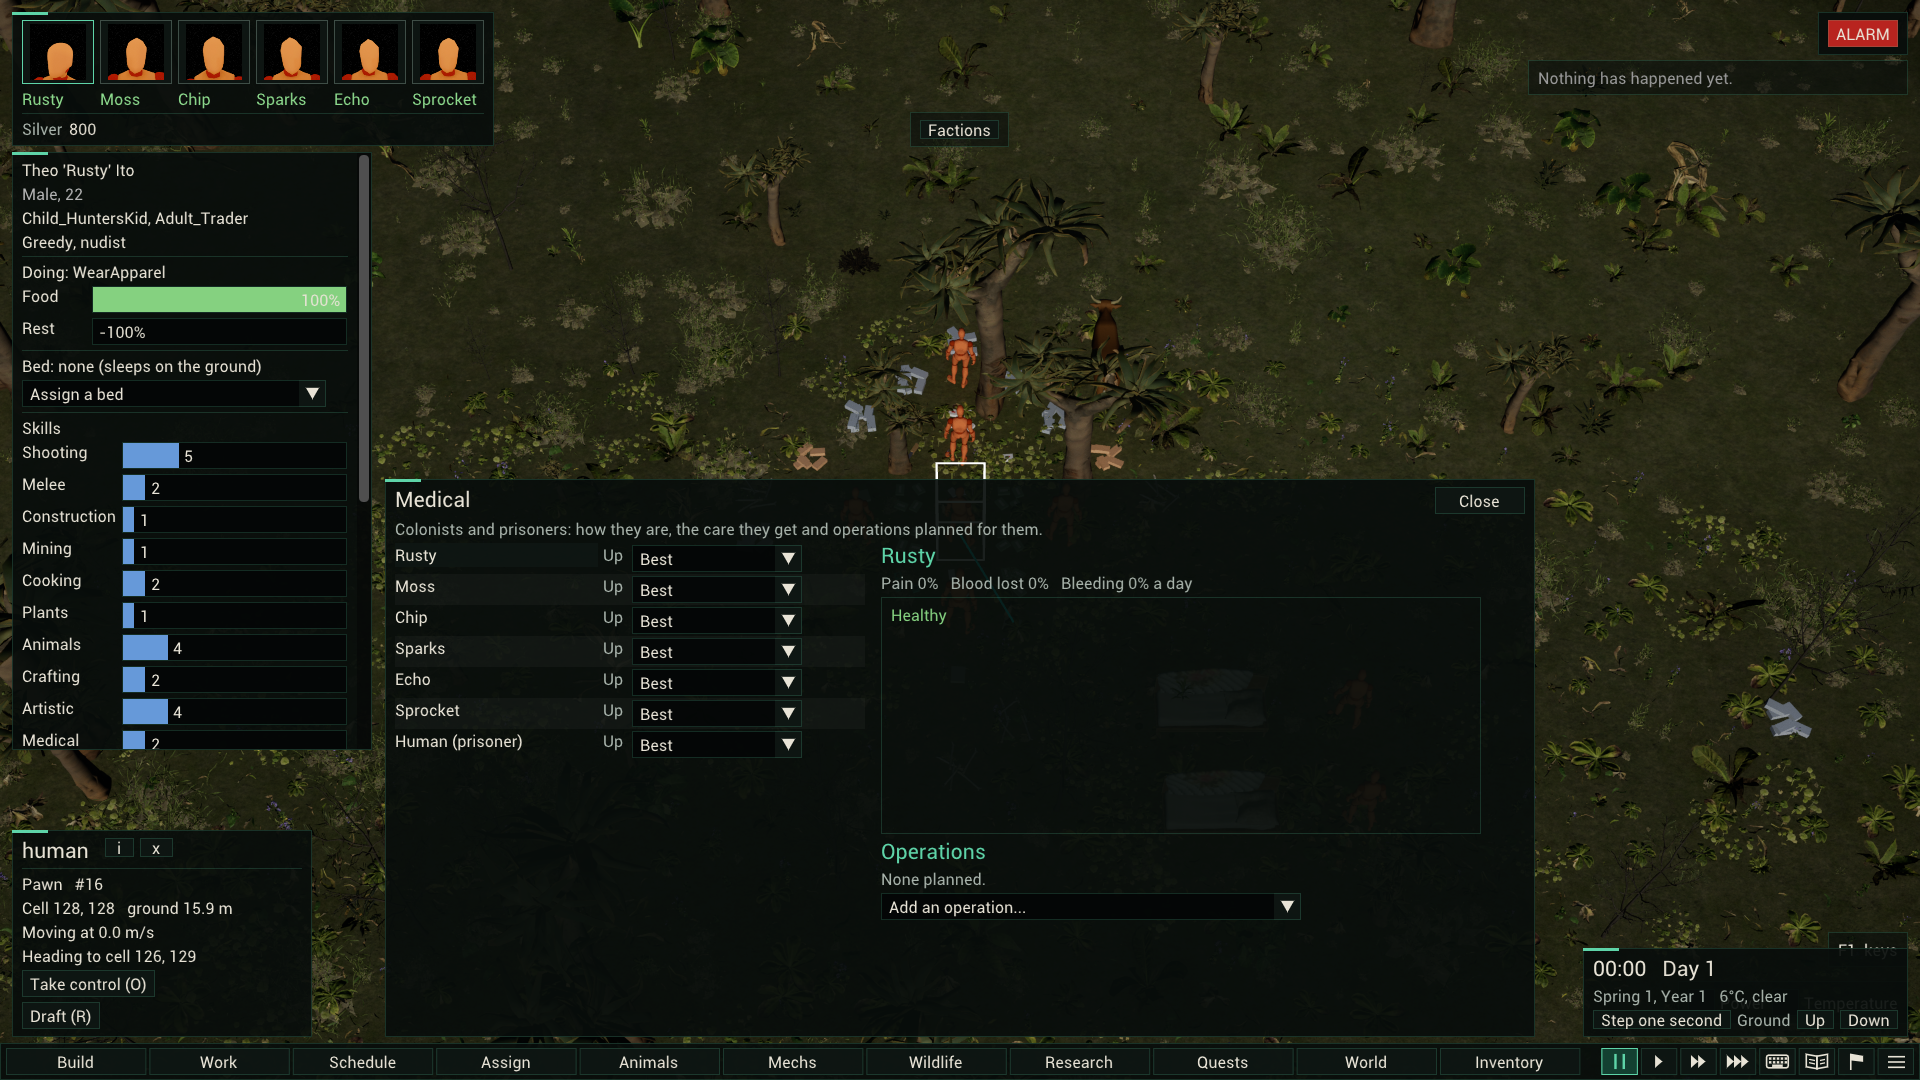 Rusty Moss Chip Sparks Echo Sprocket
Silver 800
ALARM
Nothing has happened yet.
Factions
Theo 'Rusty' Ito
Male, 22
Child_HuntersKid, Adult_Trader
Greedy, nudist
Doing: WearApparel
Food 100%
Rest -100%
Bed: none (sleeps on the ground)
Assign a bed
Skills
Shooting 5
Melee 2
Construction 1
Mining 1
Cooking 2
Plants 1
Animals 4
Crafting 2
Artistic 4
Medical 2
Medical
Close
Colonists and prisoners: how they are, the care they get and operations planned for them.
Rusty Up Best
Moss Up Best
Chip Up Best
Sparks Up Best
Echo Up Best
Sprocket Up Best
Human (prisoner) Up Best
Rusty
Pain 0% Blood lost 0% Bleeding 0% a day
Healthy
Operations
None planned.
Add an operation...
human i x
Pawn #16
Cell 128, 128 ground 15.9 m
Moving at 0.0 m/s
Heading to cell 126, 129
Take control (O)
Draft (R)
F1 keys
00:00 Day 1
Spring 1, Year 1 6°C, clear
Temperature
Step one second Ground Up Down
Build Work Schedule Assign Animals Mechs Wildlife Research Quests World Inventory